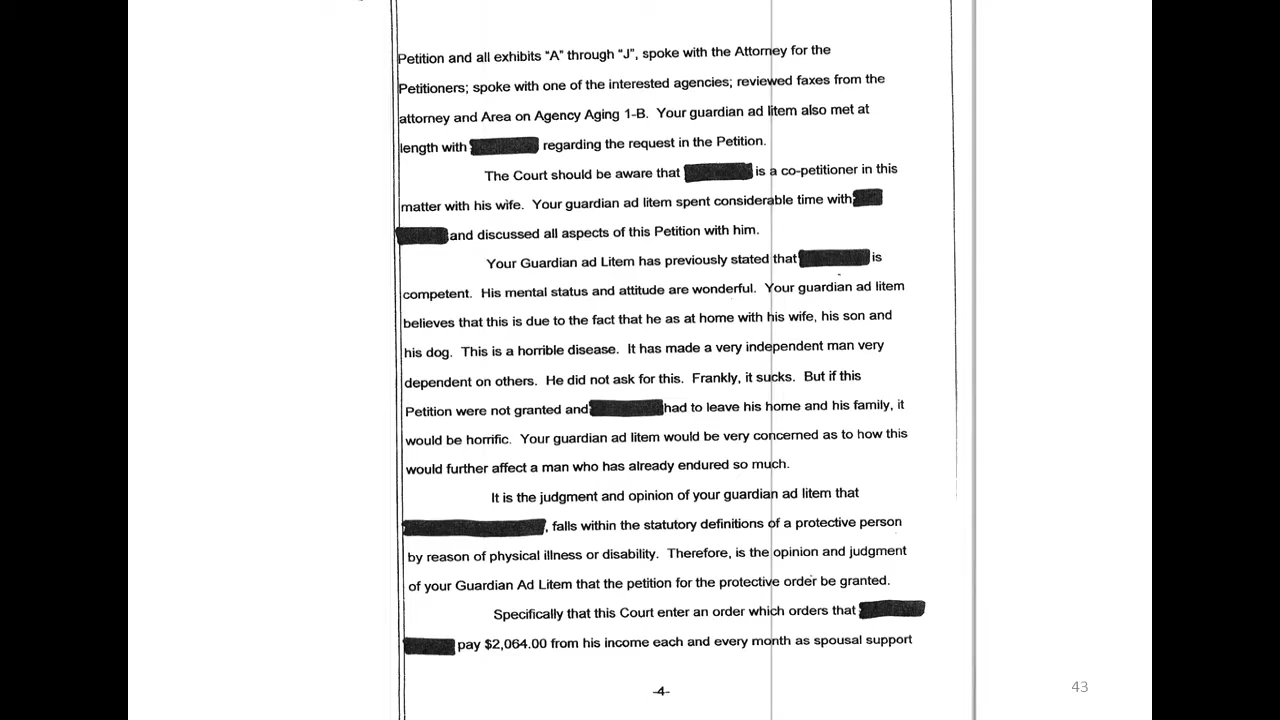 Petition and all exhibits “A” through “J”, spoke with the Attorney for the
Petitioners; spoke with one of the interested agencies; reviewed faxes from the
attorney and Area on Agency Aging 1-B. Your guardian ad litem also met at
length with regarding the request in the Petition.
The Court should be aware that is a co-petitioner in this
matter with his wife. Your guardian ad litem spent considerable time with
and discussed all aspects of this Petition with him.
Your Guardian ad Litem has previously stated that is
competent. His mental status and attitude are wonderful. Your guardian ad litem
believes that this is due to the fact that he as at home with his wife, his son and
his dog. This is a horrible disease. It has made a very independent man very
dependent on others. He did not ask for this. Frankly, it sucks. But if this
Petition were not granted and had to leave his home and his family, it
would be horrific. Your guardian ad litem would be very concerned as to how this
would further affect a man who has already endured so much.
It is the judgment and opinion of your guardian ad litem that
, falls within the statutory definitions of a protective person
by reason of physical illness or disability. Therefore, is the opinion and judgment
of your Guardian Ad Litem that the petition for the protective order be granted.
Specifically that this Court enter an order which orders that
pay $2,064.00 from his income each and every month as spousal support
-4-
43